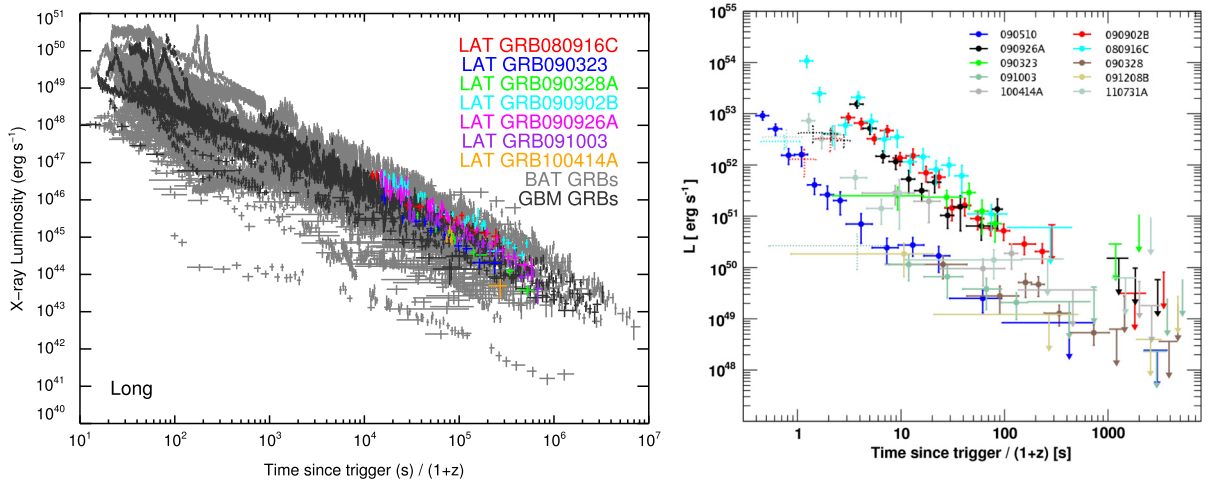 10^51
10^50
10^49
10^48
10^47
10^46
10^45
10^44
10^43
10^42
10^41
10^40
X−ray Luminosity (erg s^−1)
LAT GRB080916C
LAT GRB090323
LAT GRB090328A
LAT GRB090902B
LAT GRB090926A
LAT GRB091003
LAT GRB100414A
BAT GRBs
GBM GRBs
Long
10^1 10^2 10^3 10^4 10^5 10^6 10^7
Time since trigger (s) / (1+z)
10^55
10^54
10^53
10^52
10^51
10^50
10^49
10^48
L [ erg s^-1]
090510 090902B
090926A 080916C
090323 090328
091003 091208B
100414A 110731A
1 10 100 1000
Time since trigger / (1+z) [s]